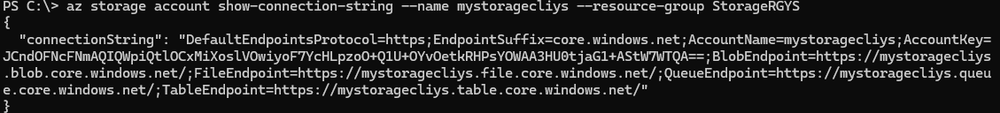 PS C:\> az storage account show-connection-string --name mystoragecliys --resource-group StorageRGYS
{
  "connectionString": "DefaultEndpointsProtocol=https;EndpointSuffix=core.windows.net;AccountName=mystoragecliys;AccountKey=
JCndOFNcFNmAQIQWpiQtlOCxMiXoslVOwiyoF7YcHLpzoO+Q1U+OYvOetkRHPsYOWAA3HU0tjaG1+AStW7WTQA==;BlobEndpoint=https://mystoragecliys
.blob.core.windows.net/;FileEndpoint=https://mystoragecliys.file.core.windows.net/;QueueEndpoint=https://mystoragecliys.queu
e.core.windows.net/;TableEndpoint=https://mystoragecliys.table.core.windows.net/"
}